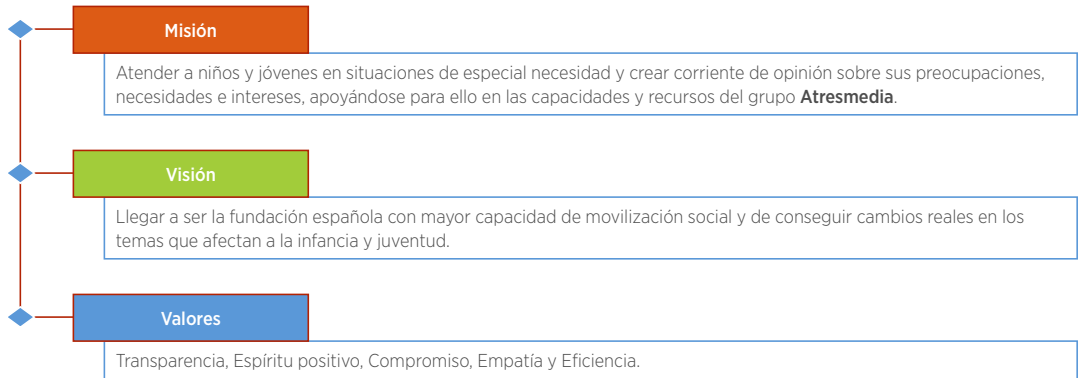 Misión
Atender a niños y jóvenes en situaciones de especial necesidad y crear corriente de opinión sobre sus preocupaciones,
necesidades e intereses, apoyándose para ello en las capacidades y recursos del grupo Atresmedia.
Visión
Llegar a ser la fundación española con mayor capacidad de movilización social y de conseguir cambios reales en los
temas que afectan a la infancia y juventud.
Valores
Transparencia, Espíritu positivo, Compromiso, Empatía y Eficiencia.